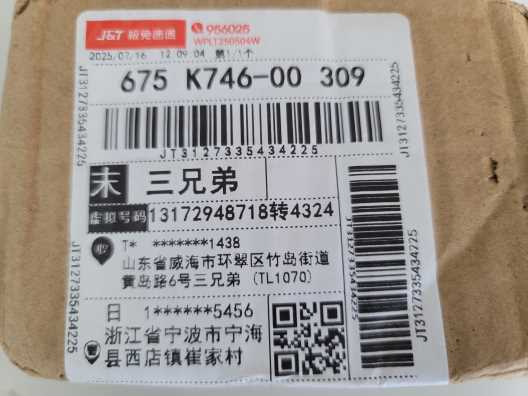 J&T 极兔速递
956025
WPLT250504W
2025/07/16 12:09:04 第1/1个
675 K746-00 309
JT3127335434225
末 三兄弟
虚拟号码 13172948718转4324
收 T* *******1438
山东省威海市环翠区竹岛街道
黄岛路6号三兄弟 (TL1070)
日 1******5456
浙江省宁波市宁海
县西店镇崔家村
JT3127335434225
JT3127335434225
JT3127335434225
JT3127335434225
JT3127335434225